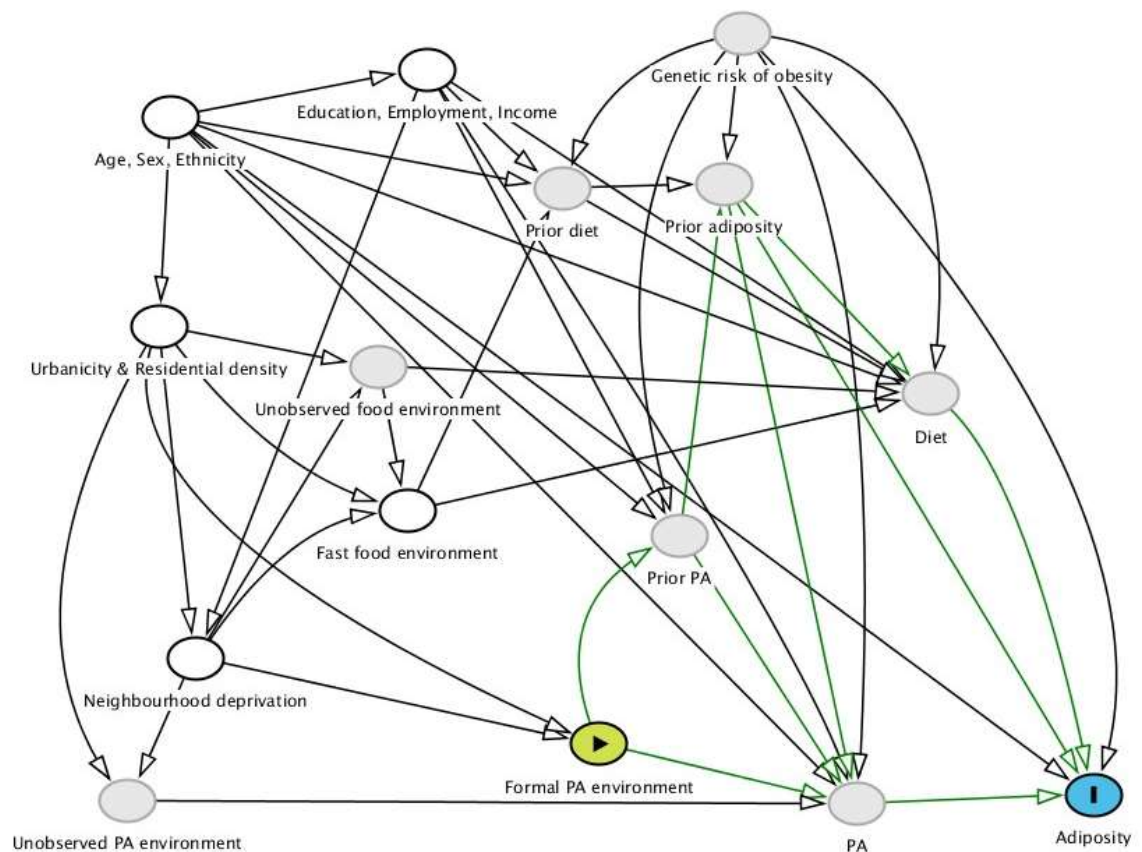 Genetic risk of obesity
Education, Employment, Income
Age, Sex, Ethnicity
Prior diet
Prior adiposity
Urbanicity & Residential density
Unobserved food environment
Diet
Fast food environment
Prior PA
Neighbourhood deprivation
Formal PA environment
Unobserved PA environment
PA
Adiposity